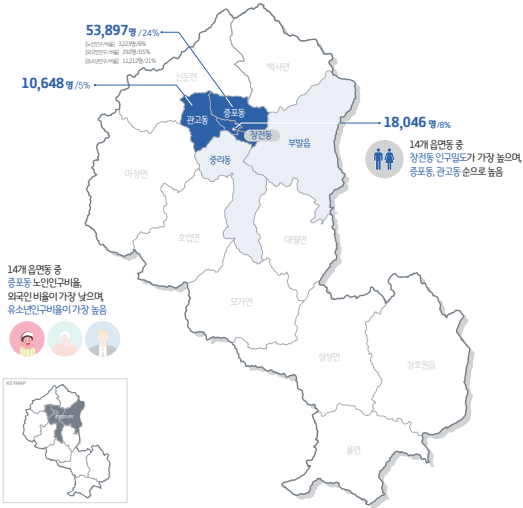 53,897명 /24%
[노인인구/비율] 3,223명/6%
[외국인인구/비율] 292명/0.5%
[유소년인구/비율] 11,212명/21%
10,648명 /5%
18,046명/8%
14개 읍면동 중
창전동 인구밀도가 가장 높으며,
증포동, 관고동 순으로 높음
신둔면
백사면
관고동
증포동
창전동
부발읍
중리동
마장면
호법면
대월면
모가면
설성면
장호원읍
율면
14개 읍면동 중
증포동 노인인구비율,
외국인 비율이 가장 낮으며,
유소년인구비율이 가장 높음
KEYMAP